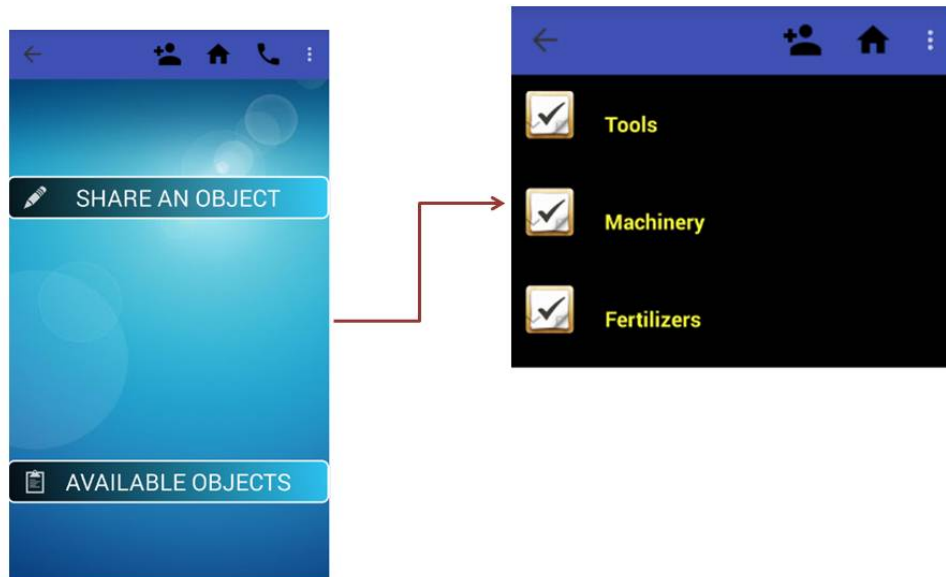 SHARE AN OBJECT
AVAILABLE OBJECTS
Tools
Machinery
Fertilizers